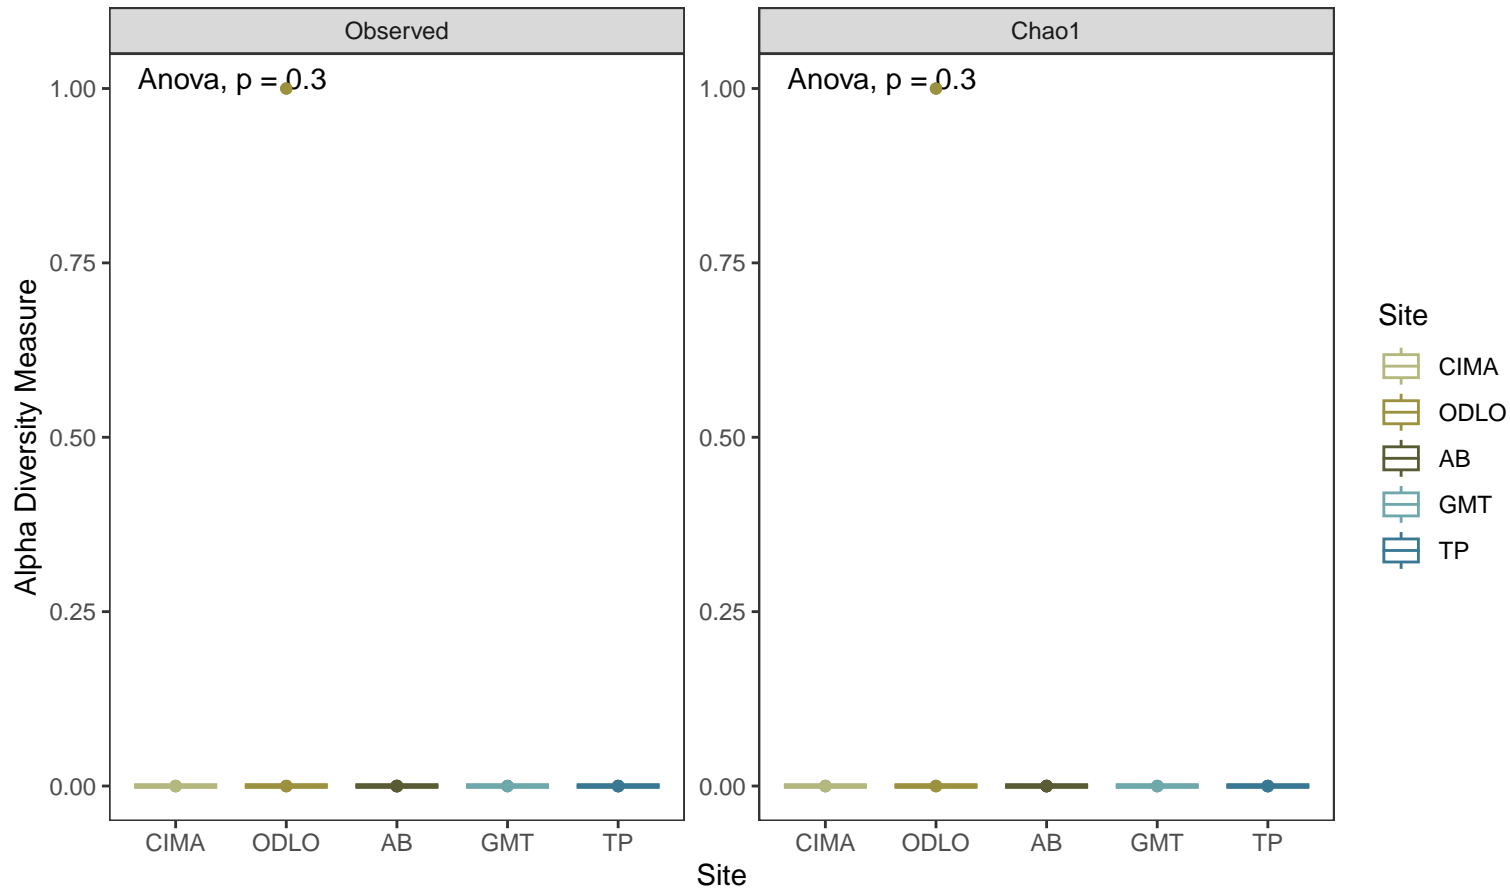 Observed
Chao1
Anova, p = 0.3
Anova, p = 0.3
Alpha Diversity Measure
1.00
0.75
0.50
0.25
0.00
1.00
0.75
0.50
0.25
0.00
CIMA ODLO AB GMT TP
CIMA ODLO AB GMT TP
Site
Site
CIMA
ODLO
AB
GMT
TP